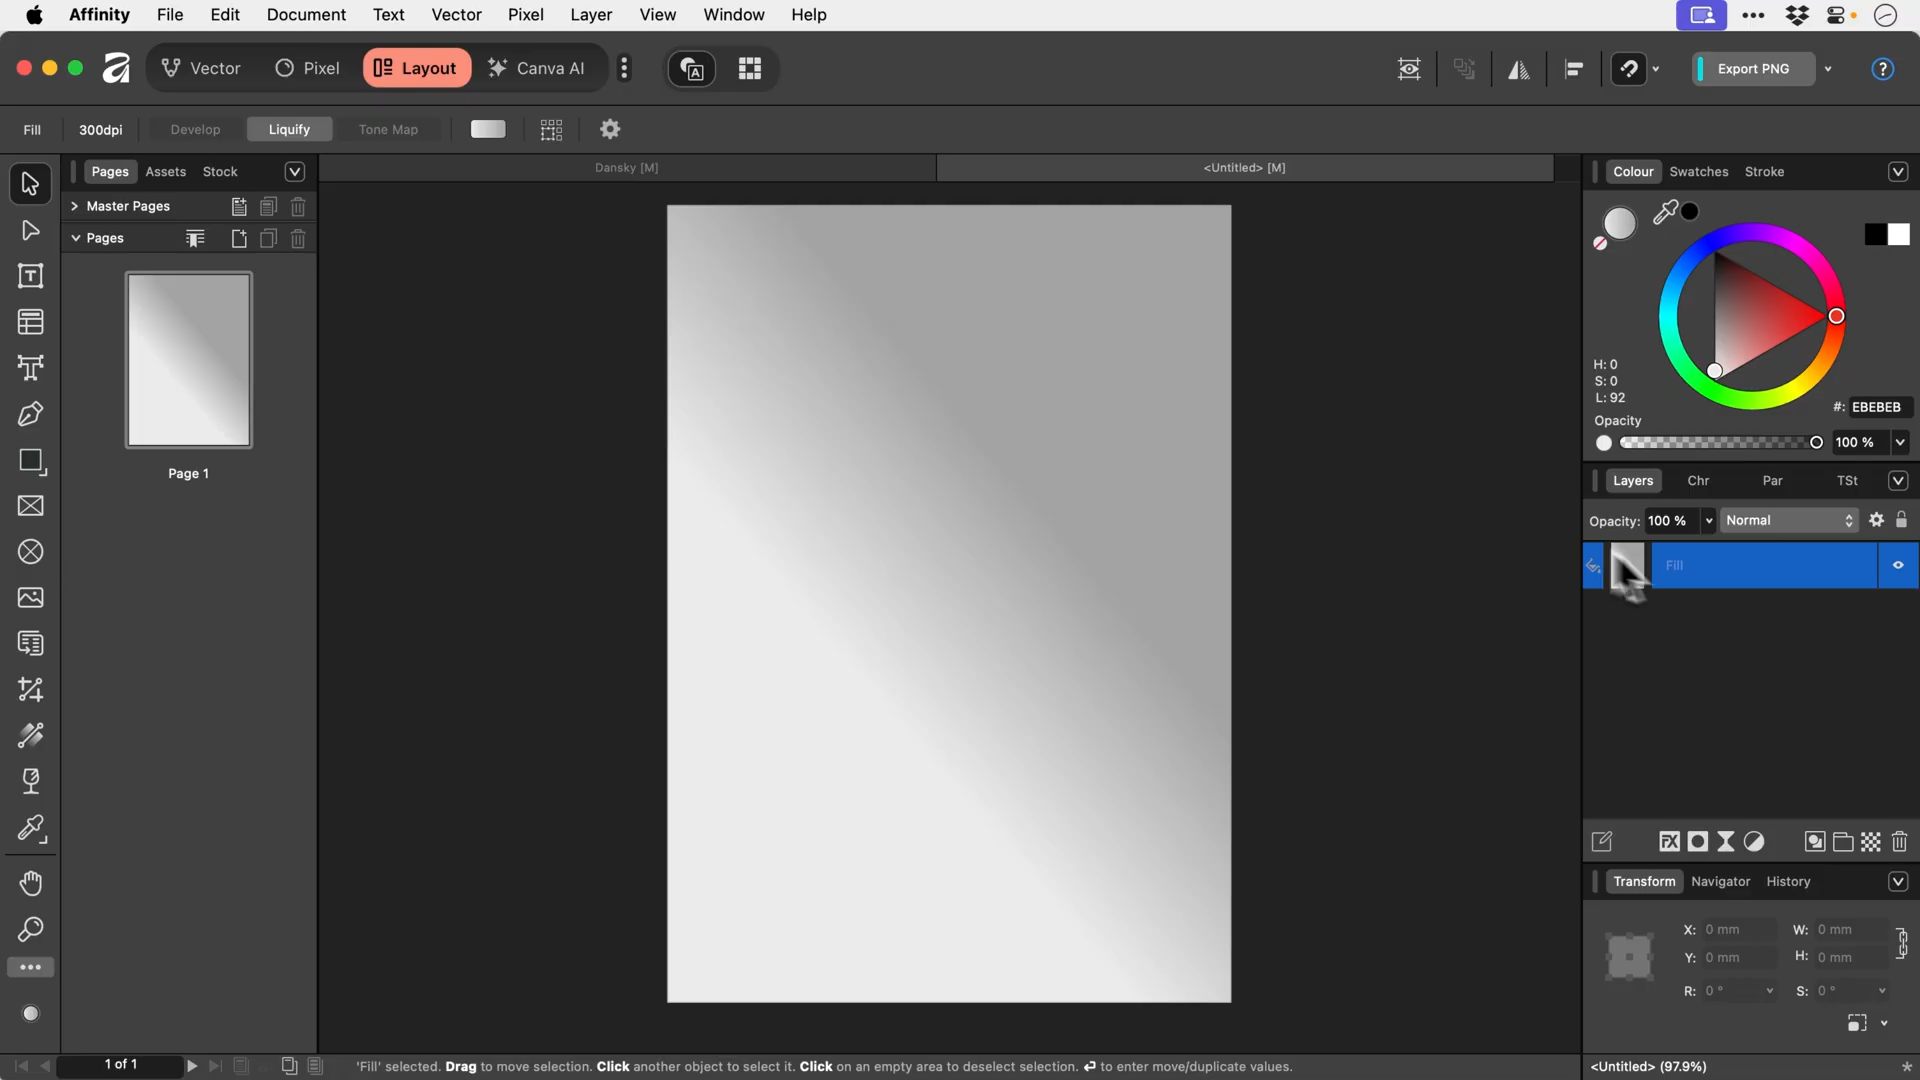 Affinity File Edit Document Text Vector Pixel Layer View Window Help
Vector Pixel Layout Canva AI Export PNG
Fill 300dpi Develop Liquify Tone Map
Pages Assets Stock
Dansky [M]
<Untitled> [M]
Master Pages
Pages
Page 1
Colour Swatches Stroke
H: 0
S: 0
L: 92
#: EBEBEB
Opacity
100 %
Layers Chr Par TSt
Opacity: 100 % Normal
Fill
Transform Navigator History
X: 0 mm W: 0 mm
Y: 0 mm H: 0 mm
R: 0 ° S: 0 °
1 of 1
'Fill' selected. Drag to move selection. Click another object to select it. Click on an empty area to deselect selection. ↵ to enter move/duplicate values.
<Untitled> (97.9%) *